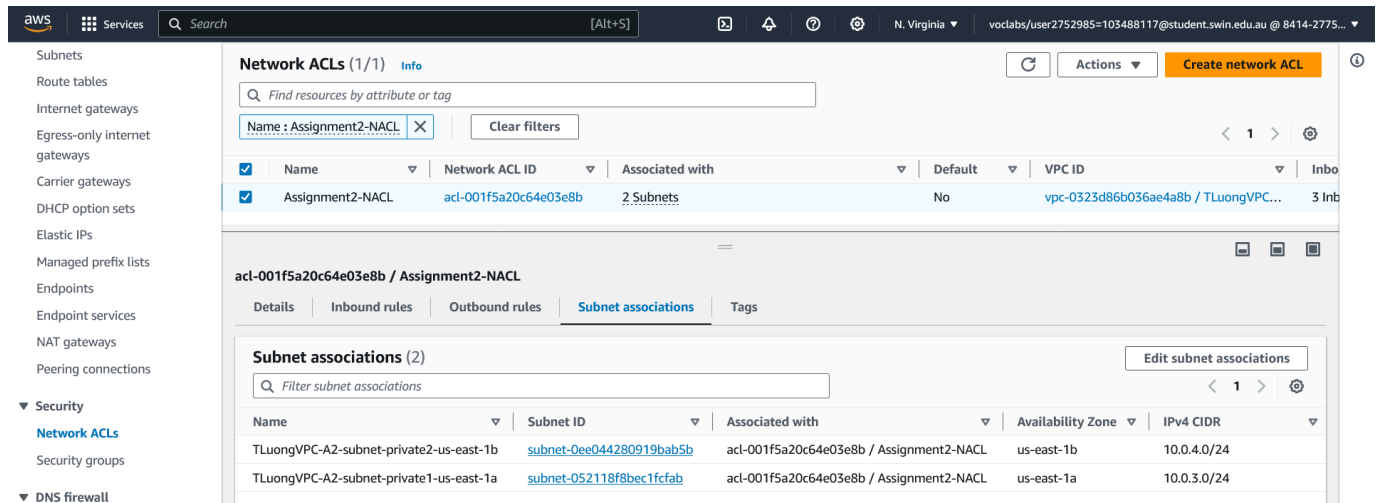 aws Services Search [Alt+S] N. Virginia voclabs/user2752985=103488117@student.swin.edu.au @ 8414-2775...
Subnets
Route tables
Internet gateways
Egress-only internet
gateways
Carrier gateways
DHCP option sets
Elastic IPs
Managed prefix lists
Endpoints
Endpoint services
NAT gateways
Peering connections
Security
Network ACLs
Security groups
DNS firewall
Network ACLs (1/1) Info
Actions Create network ACL
Find resources by attribute or tag
Name : Assignment2-NACL Clear filters
1
Name Network ACL ID Associated with Default VPC ID Inbo
Assignment2-NACL acl-001f5a20c64e03e8b 2 Subnets No vpc-0323d86b036ae4a8b / TLuongVPC... 3 Inb
acl-001f5a20c64e03e8b / Assignment2-NACL
Details Inbound rules Outbound rules Subnet associations Tags
Subnet associations (2) Edit subnet associations
Filter subnet associations 1
Name Subnet ID Associated with Availability Zone IPv4 CIDR
TLuongVPC-A2-subnet-private2-us-east-1b subnet-0ee044280919bab5b acl-001f5a20c64e03e8b / Assignment2-NACL us-east-1b 10.0.4.0/24
TLuongVPC-A2-subnet-private1-us-east-1a subnet-052118f8bec1fcfab acl-001f5a20c64e03e8b / Assignment2-NACL us-east-1a 10.0.3.0/24